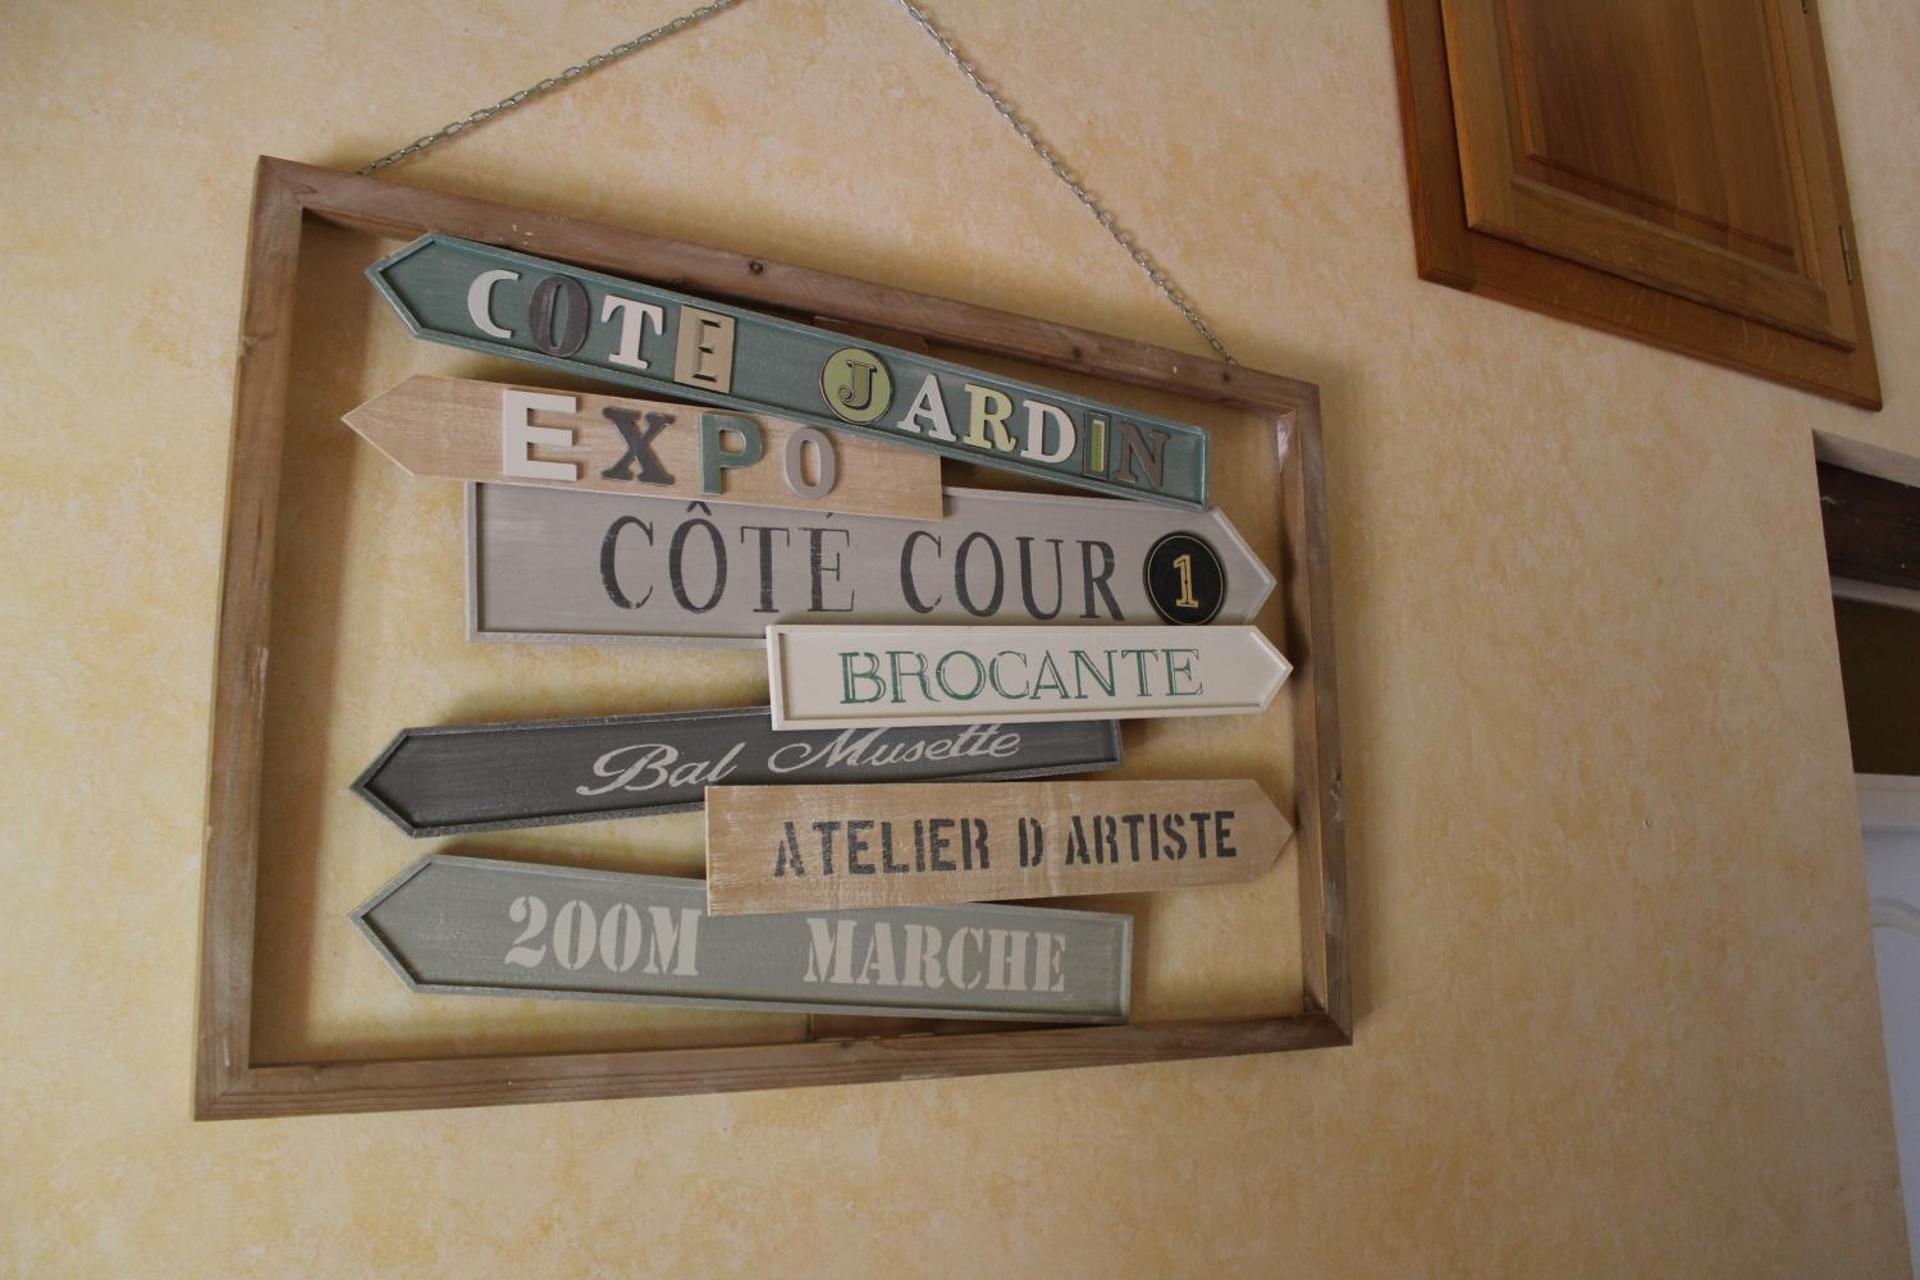 COTE JARDIN
EXPO
CÔTÉ COUR 1
BROCANTE
Bal Musette
ATELIER D ARTISTE
200M MARCHE